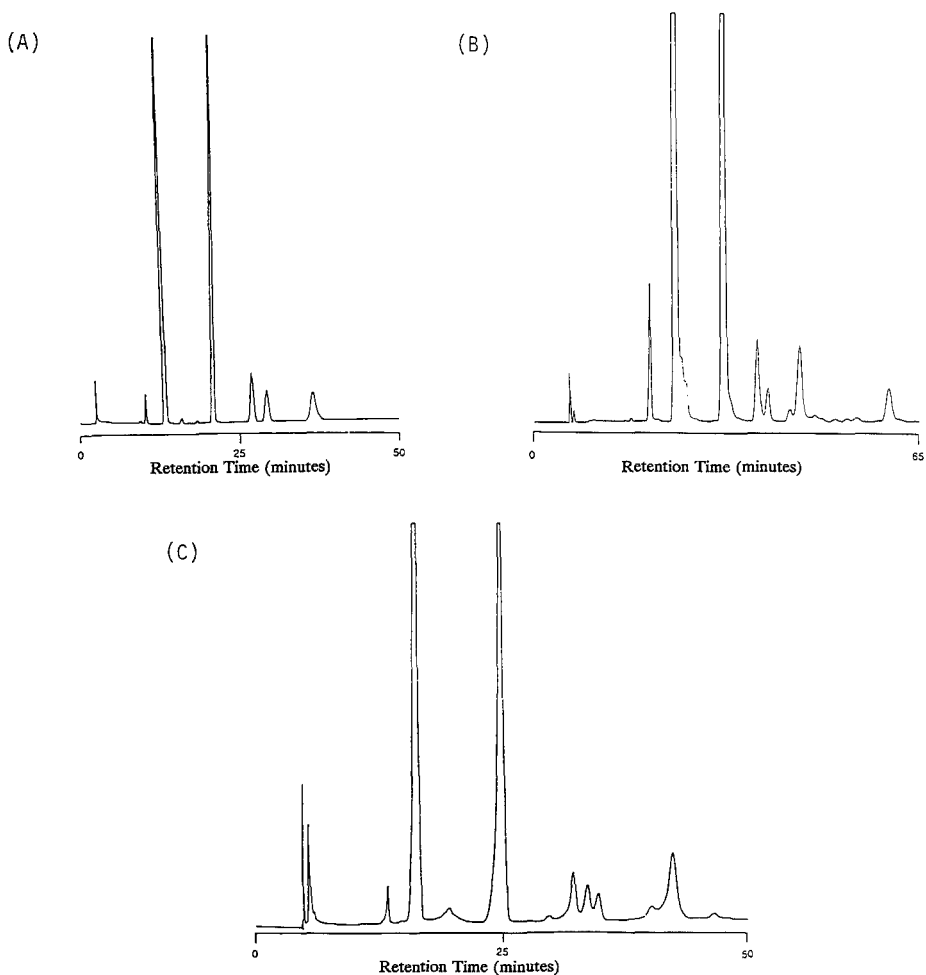 (A)
0 25 50
Retention Time (minutes)
(B)
0 65
Retention Time (minutes)
(C)
0 25 50
Retention Time (minutes)